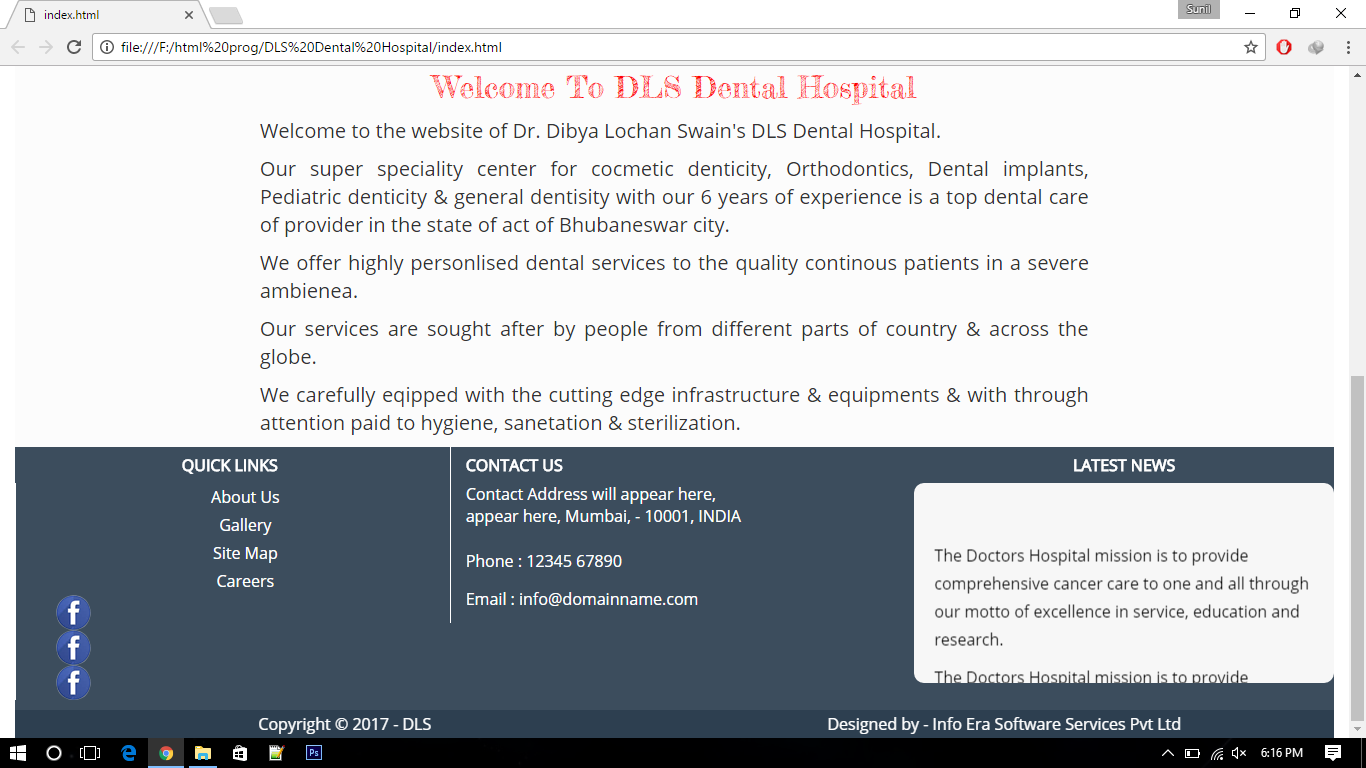 index.html
Sunil
file:///F:/html%20prog/DLS%20Dental%20Hospital/index.html
Welcome To DLS Dental Hospital
Welcome to the website of Dr. Dibya Lochan Swain's DLS Dental Hospital.
Our super speciality center for cocmetic denticity, Orthodontics, Dental implants,
Pediatric denticity & general dentisity with our 6 years of experience is a top dental care
of provider in the state of act of Bhubaneswar city.
We offer highly personlised dental services to the quality continous patients in a severe
ambienea.
Our services are sought after by people from different parts of country & across the
globe.
We carefully eqipped with the cutting edge infrastructure & equipments & with through
attention paid to hygiene, sanetation & sterilization.
QUICK LINKS
About Us
Gallery
Site Map
Careers
f
f
f
CONTACT US
Contact Address will appear here,
appear here, Mumbai, - 10001, INDIA
Phone : 12345 67890
Email : info@domainname.com
LATEST NEWS
The Doctors Hospital mission is to provide
comprehensive cancer care to one and all through
our motto of excellence in service, education and
research.
The Doctors Hospital mission is to provide
Copyright © 2017 - DLS
Designed by - Info Era Software Services Pvt Ltd
Ps
6:16 PM